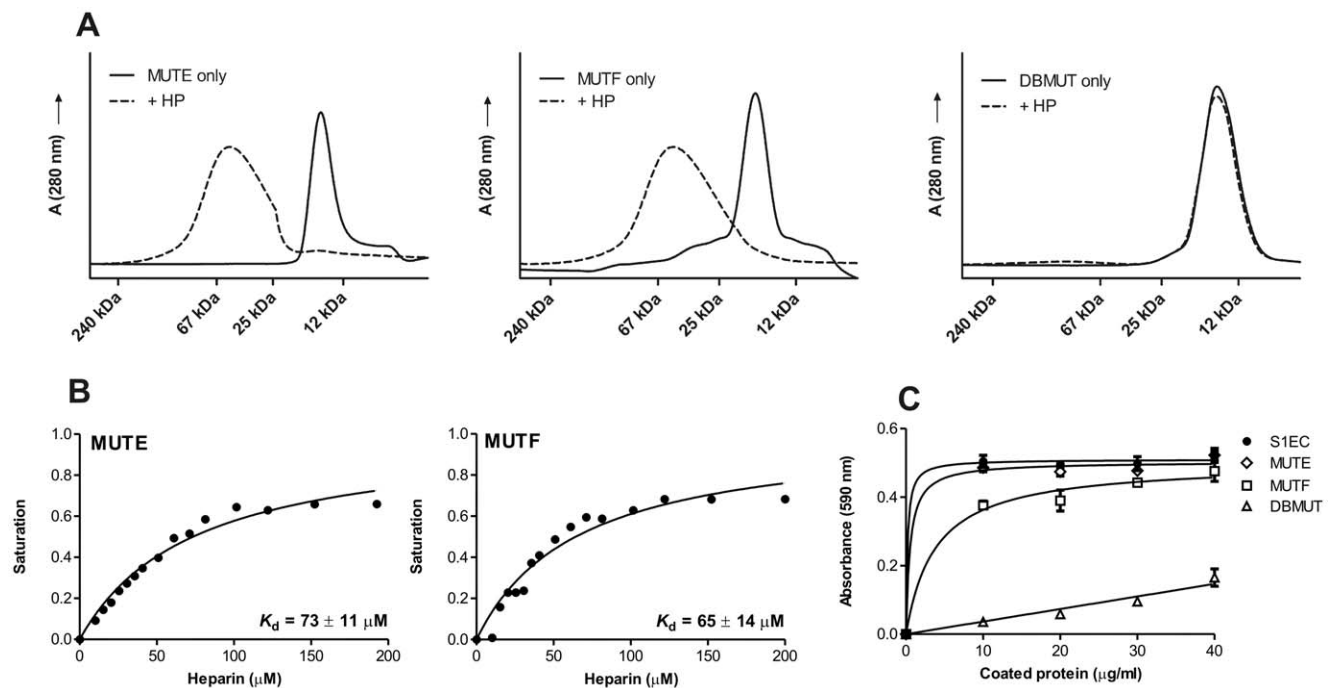 A
MUTE only
+ HP
A (280 nm)
240 kDa
67 kDa
25 kDa
12 kDa
MUTF only
+ HP
A (280 nm)
240 kDa
67 kDa
25 kDa
12 kDa
DBMUT only
+ HP
A (280 nm)
240 kDa
67 kDa
25 kDa
12 kDa
B
MUTE
Saturation
1.0
0.8
0.6
0.4
0.2
0.0
Kd = 73 ± 11 μM
0 50 100 150 200
Heparin (μM)
MUTF
Saturation
1.0
0.8
0.6
0.4
0.2
0.0
Kd = 65 ± 14 μM
0 50 100 150 200
Heparin (μM)
C
Absorbance (590 nm)
0.6
0.4
0.2
0.0
0 10 20 30 40
Coated protein (μg/ml)
S1EC
MUTE
MUTF
DBMUT